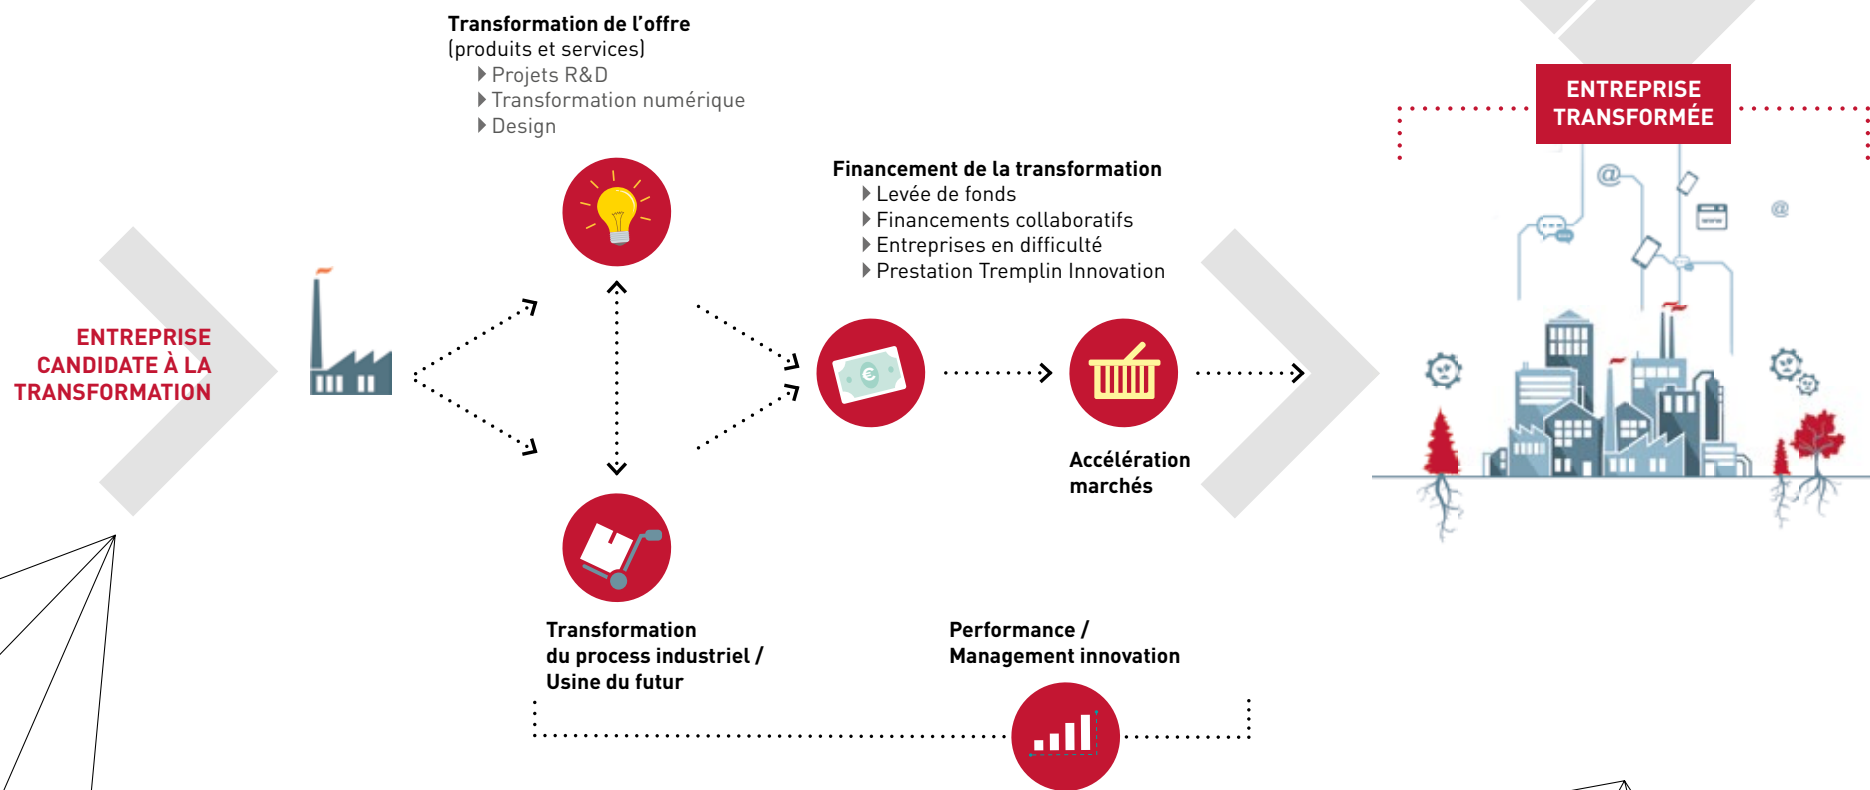 Transformation de l’offre
(produits et services)
Projets R&D
Transformation numérique
Design
ENTREPRISE
TRANSFORMÉE
Financement de la transformation
Levée de fonds
Financements collaboratifs
Entreprises en difficulté
Prestation Tremplin Innovation
@
@
www
€
ENTREPRISE
CANDIDATE À LA
TRANSFORMATION
Accélération
marchés
Transformation
du process industriel /
Usine du futur
Performance /
Management innovation